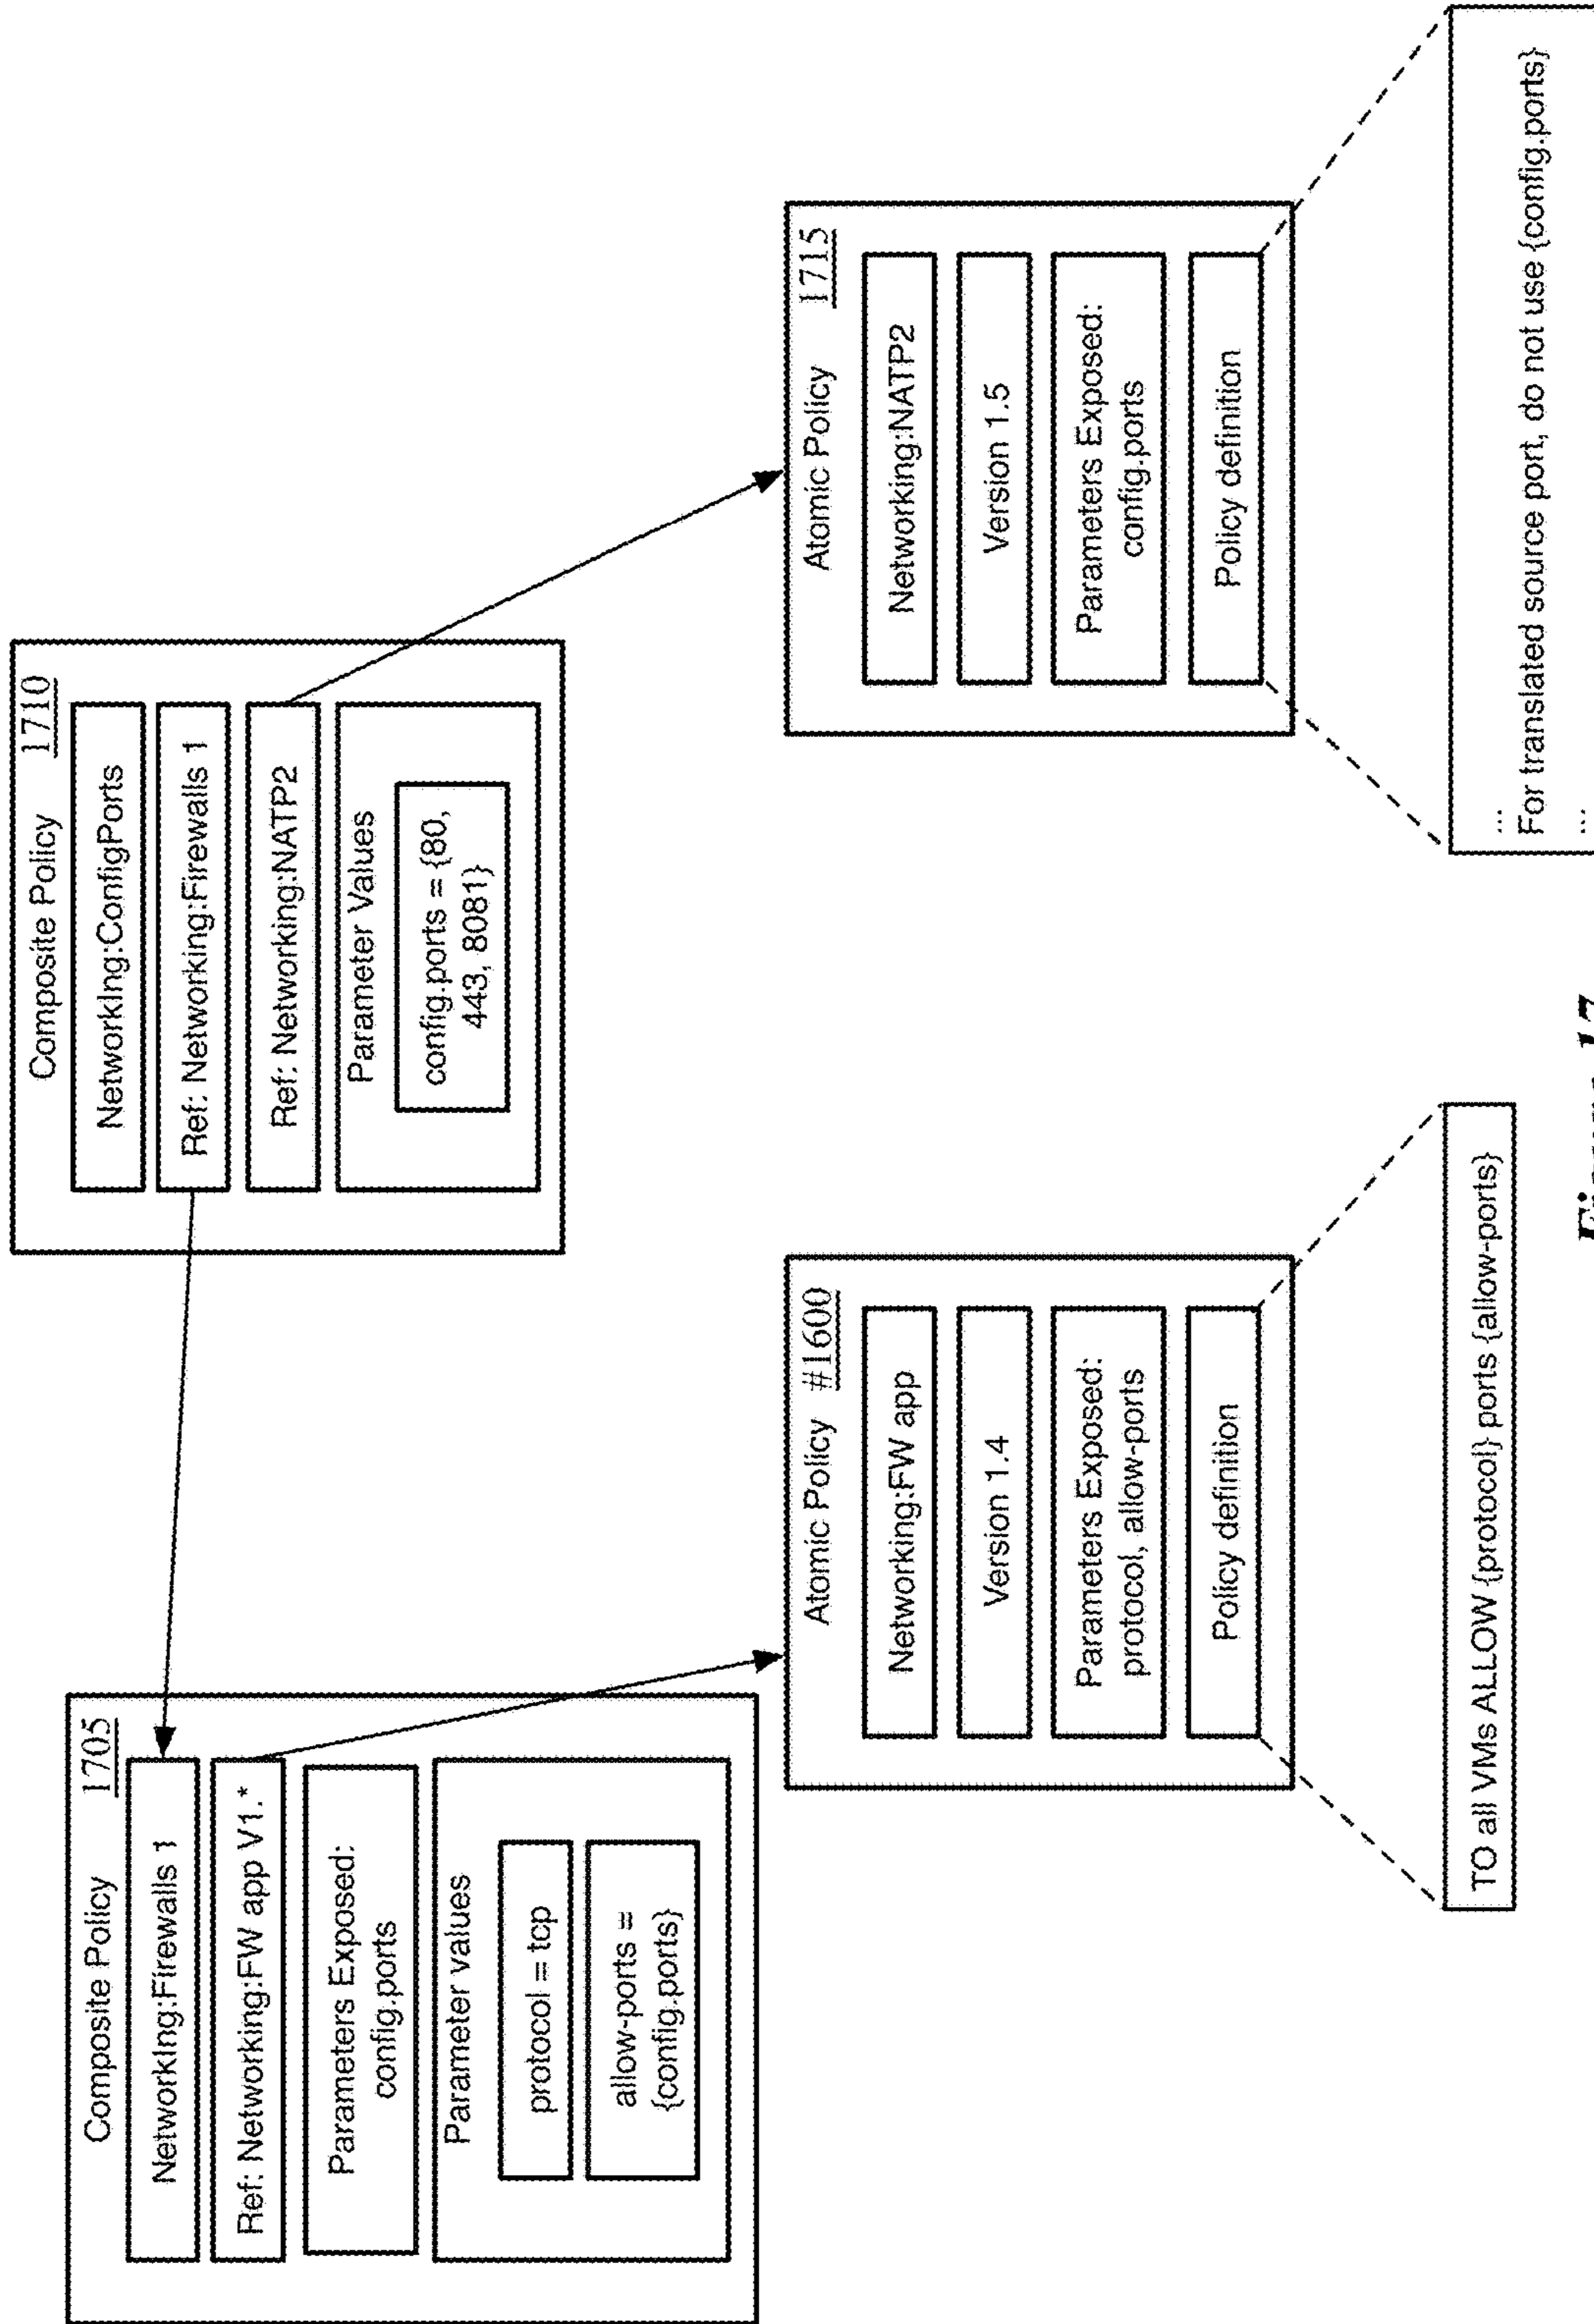 Composite Policy 1705
NetworkIng:Firewalls 1
Ref: Networking:FW app V1.*
Parameters Exposed:
config.ports
Parameter values
protocol = tcp
allow-ports =
{config.ports}
Composite Policy 1710
NetworkIng:ConfigPorts
Ref: Networking:Firewalls 1
Ref: Networking:NATP2
Parameter Values
config.ports = {80,
443, 8081}
Atomic Policy #1600
Networking:FW app
Version 1.4
Parameters Exposed:
protocol, allow-ports
Policy definition
TO all VMs ALLOW {protocol} ports {allow-ports}
Atomic Policy 1715
Networking:NATP2
Version 1.5
Parameters Exposed:
config.ports
Policy definition
...
For translated source port, do not use {config.ports}
...
Figure 17